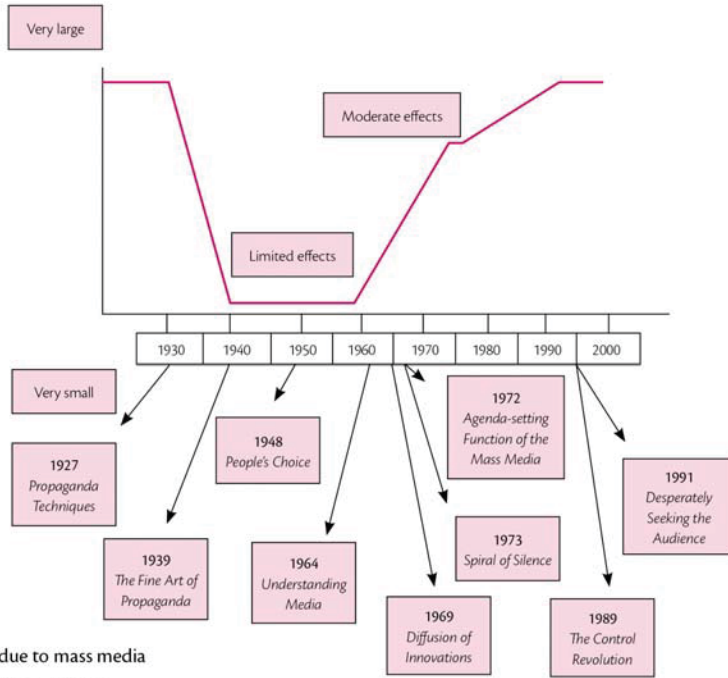 Very large
Moderate effects
Limited effects
1930 1940 1950 1960 1970 1980 1990 2000
Very small
1927
Propaganda
Techniques
1939
The Fine Art of
Propaganda
1948
People's Choice
1964
Understanding
Media
1972
Agenda-setting
Function of the
Mass Media
1973
Spiral of Silence
1969
Diffusion of
Innovations
1991
Desperately
Seeking the
Audience
1989
The Control
Revolution
due to mass media